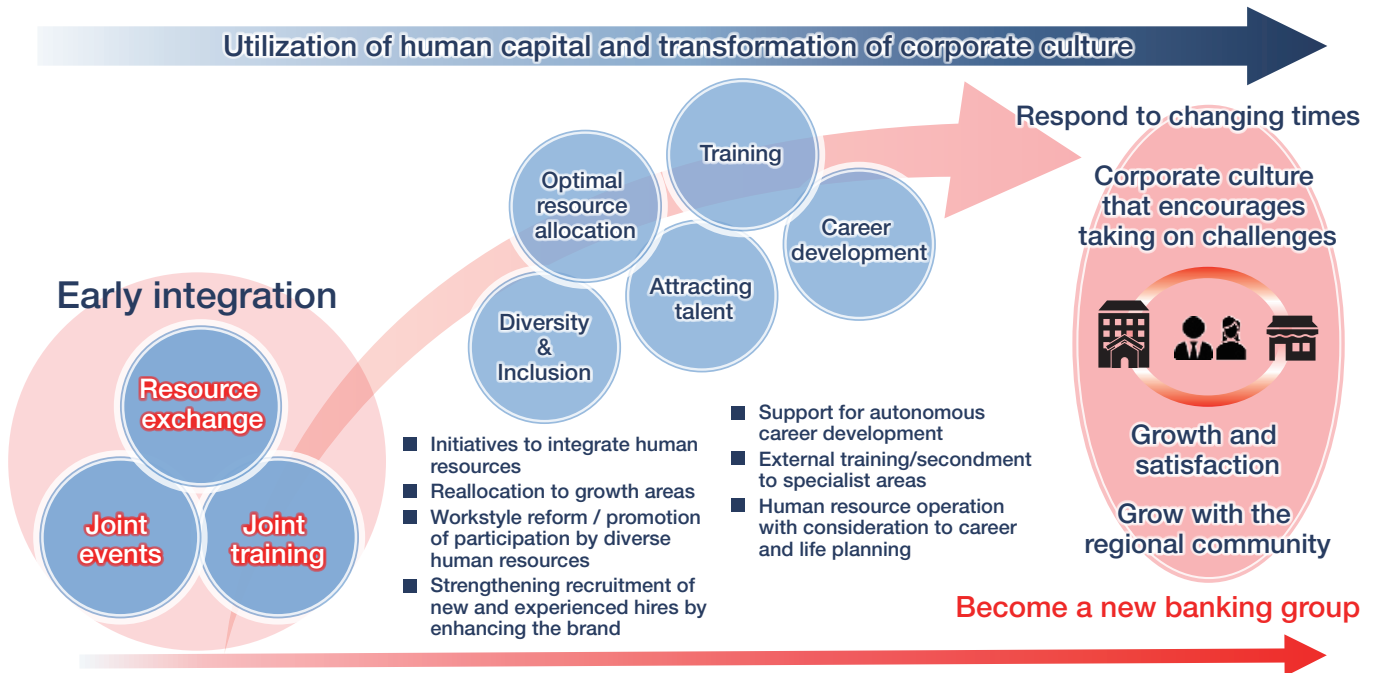 Utilization of human capital and transformation of corporate culture
Early integration
Resource
exchange
Joint
events
Joint
training
Diversity
&
Inclusion
Optimal
resource
allocation
Attracting
talent
Training
Career
development
■ Initiatives to integrate human
resources
■ Reallocation to growth areas
■ Workstyle reform / promotion
of participation by diverse
human resources
■ Strengthening recruitment of
new and experienced hires by
enhancing the brand
■ Support for autonomous
career development
■ External training/secondment
to specialist areas
■ Human resource operation
with consideration to career
and life planning
Respond to changing times
Corporate culture
that encourages
taking on challenges
Growth and
satisfaction
Grow with the
regional community
Become a new banking group